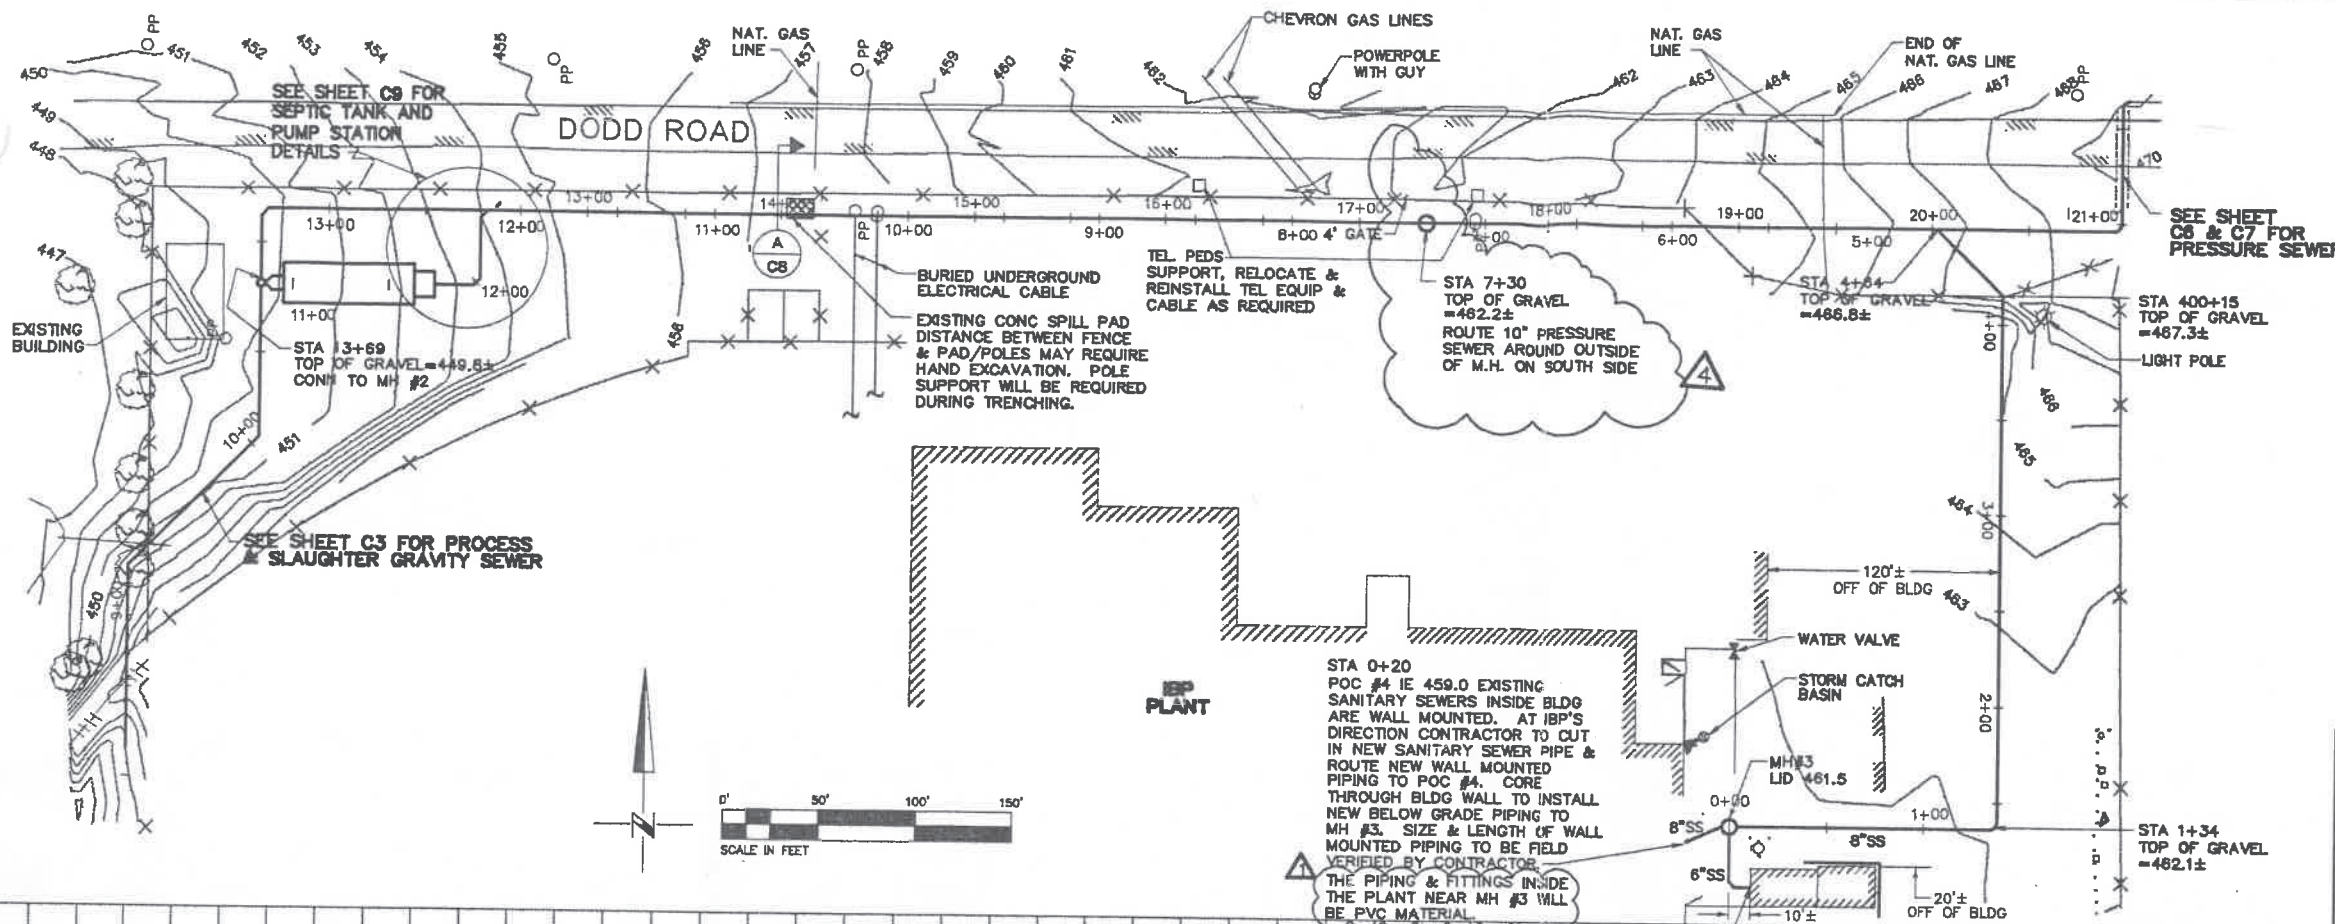 PP
450
451
452
453
454
455
PP
456
NAT. GAS
LINE
457
PP
458
459
460
461
462
CHEVRON GAS LINES
POWERPOLE
WITH GUY
462
NAT. GAS
LINE
463
464
465
END OF
NAT. GAS LINE
466
467
468
PP
449
448
SEE SHEET C9 FOR
SEPTIC TANK AND
PUMP STATION
DETAILS
DODD ROAD
470
13+00
15+00
16+00
17+00
18+00
19+00
20+00
21+00
13+00
12+00
11+00
10+00
9+00
8+00
4' GATE
6+00
5+00
SEE SHEET
C6 & C7 FOR
PRESSURE SEWER
A
C8
PP
447
EXISTING
BUILDING
12+00
11+00
STA 13+69
TOP OF GRAVEL=449.8±
CONN TO MH #2
456
BURIED UNDERGROUND
ELECTRICAL CABLE
EXISTING CONC SPILL PAD
DISTANCE BETWEEN FENCE
& PAD/POLES MAY REQUIRE
HAND EXCAVATION. POLE
SUPPORT WILL BE REQUIRED
DURING TRENCHING.
TEL. PEDS
SUPPORT, RELOCATE &
REINSTALL TEL EQUIP &
CABLE AS REQUIRED
STA 7+30
TOP OF GRAVEL
=462.2±
ROUTE 10" PRESSURE
SEWER AROUND OUTSIDE
OF M.H. ON SOUTH SIDE
4
STA 4+64
TOP OF GRAVEL
=466.8±
STA 400+15
TOP OF GRAVEL
=467.3±
LIGHT POLE
4+00
466
465
464
3+00
10+00
451
SEE SHEET C3 FOR PROCESS
& SLAUGHTER GRAVITY SEWER
450
9+00
120'±
OFF OF BLDG
463
WATER VALVE
STORM CATCH
BASIN
2+00
IBP
PLANT
STA 0+20
POC #4 IE 459.0 EXISTING
SANITARY SEWERS INSIDE BLDG
ARE WALL MOUNTED. AT IBP'S
DIRECTION CONTRACTOR TO CUT
IN NEW SANITARY SEWER PIPE &
ROUTE NEW WALL MOUNTED
PIPING TO POC #4. CORE
THROUGH BLDG WALL TO INSTALL
NEW BELOW GRADE PIPING TO
MH #3. SIZE & LENGTH OF WALL
MOUNTED PIPING TO BE FIELD
VERIFIED BY CONTRACTOR
1
THE PIPING & FITTINGS INSIDE
THE PLANT NEAR MH #3 WILL
BE PVC MATERIAL.
MH#3
LID 461.5
0+00
1+00
8"SS
8"SS
6"SS
STA 1+34
TOP OF GRAVEL
=462.1±
20'±
OFF OF BLDG
10'±
N
0' 50' 100' 150'
SCALE IN FEET